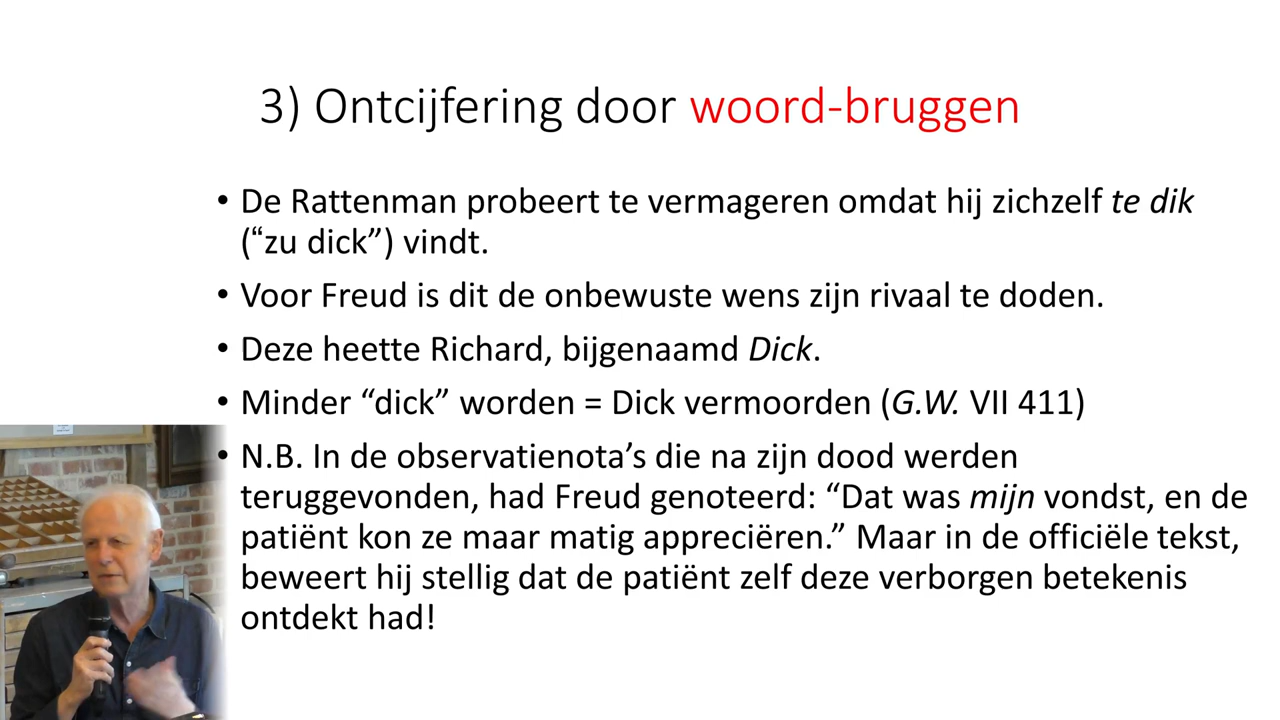 3) Ontcijfering door woord-bruggen
• De Rattenman probeert te vermageren omdat hij zichzelf te dik
(“zu dick”) vindt.
• Voor Freud is dit de onbewuste wens zijn rivaal te doden.
• Deze heette Richard, bijgenaamd Dick.
• Minder “dick” worden = Dick vermoorden (G.W. VII 411)
• N.B. In de observatienota’s die na zijn dood werden
teruggevonden, had Freud genoteerd: “Dat was mijn vondst, en de
patiënt kon ze maar matig appreciëren.” Maar in de officiële tekst,
beweert hij stellig dat de patiënt zelf deze verborgen betekenis
ontdekt had!